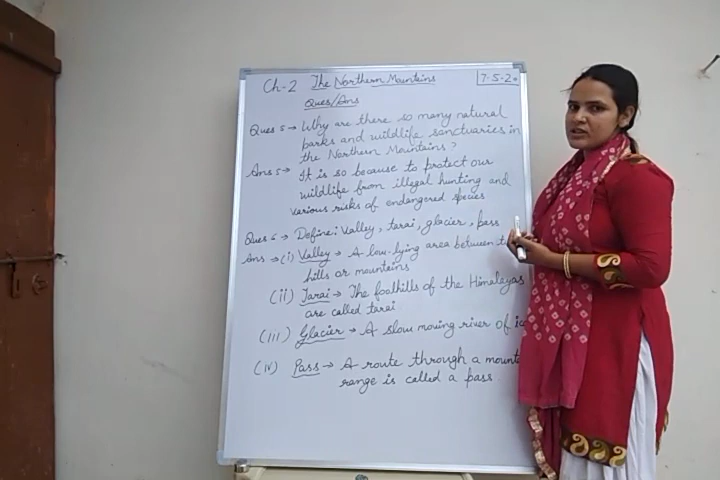 Ch-2 The Northern Mountains 7.5.20
Ques/Ans
Ques 5 → Why are there so many natural
parks and wildlife sanctuaries in
the Northern Mountains?
Ans 5 → It is so because to protect our
wildlife from illegal hunting and
various risks of endangered species
Ques 6 → Define: Valley, tarai, glacier, pass
Ans → (i) Valley → A low-lying area between
hills or mountains
(ii) Tarai → The foothills of the Himalayas
are called tarai
(iii) Glacier → A slow moving river of
(iv) Pass → A route through a
range is called a pass